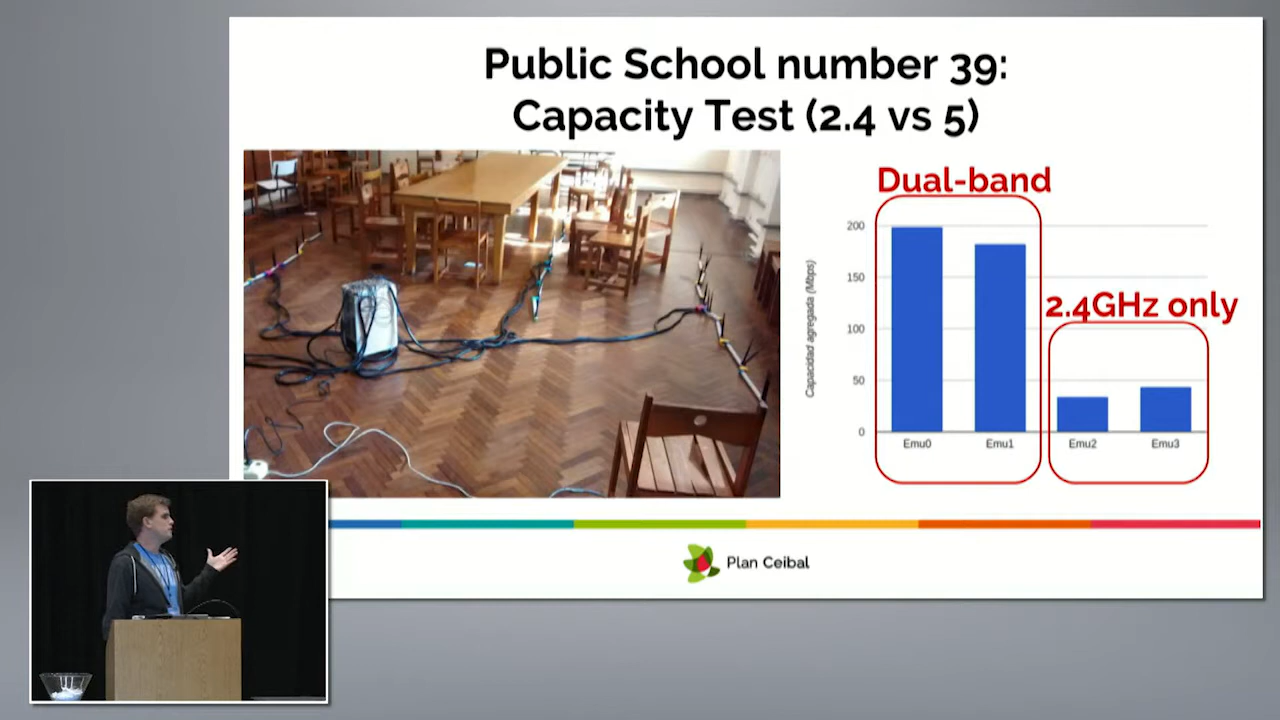 Public School number 39:
Capacity Test (2.4 vs 5)
Dual-band
2.4GHz only
Capacidad agregada (Mbps)
200
150
100
50
0
Emu0
Emu1
Emu2
Emu3
Plan Ceibal